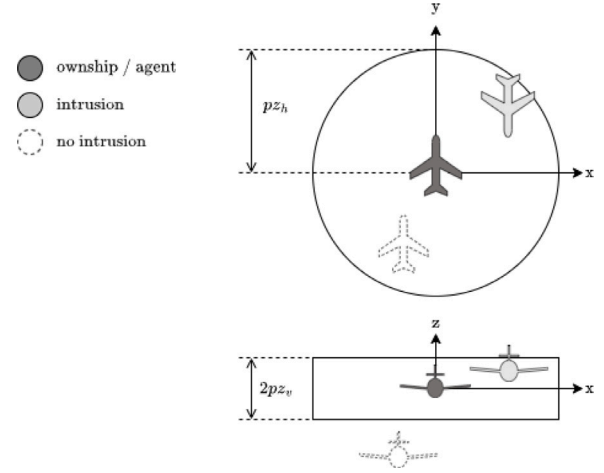 y
ownship / agent
intrusion
no intrusion
pz_h
x
z
2pz_v
x